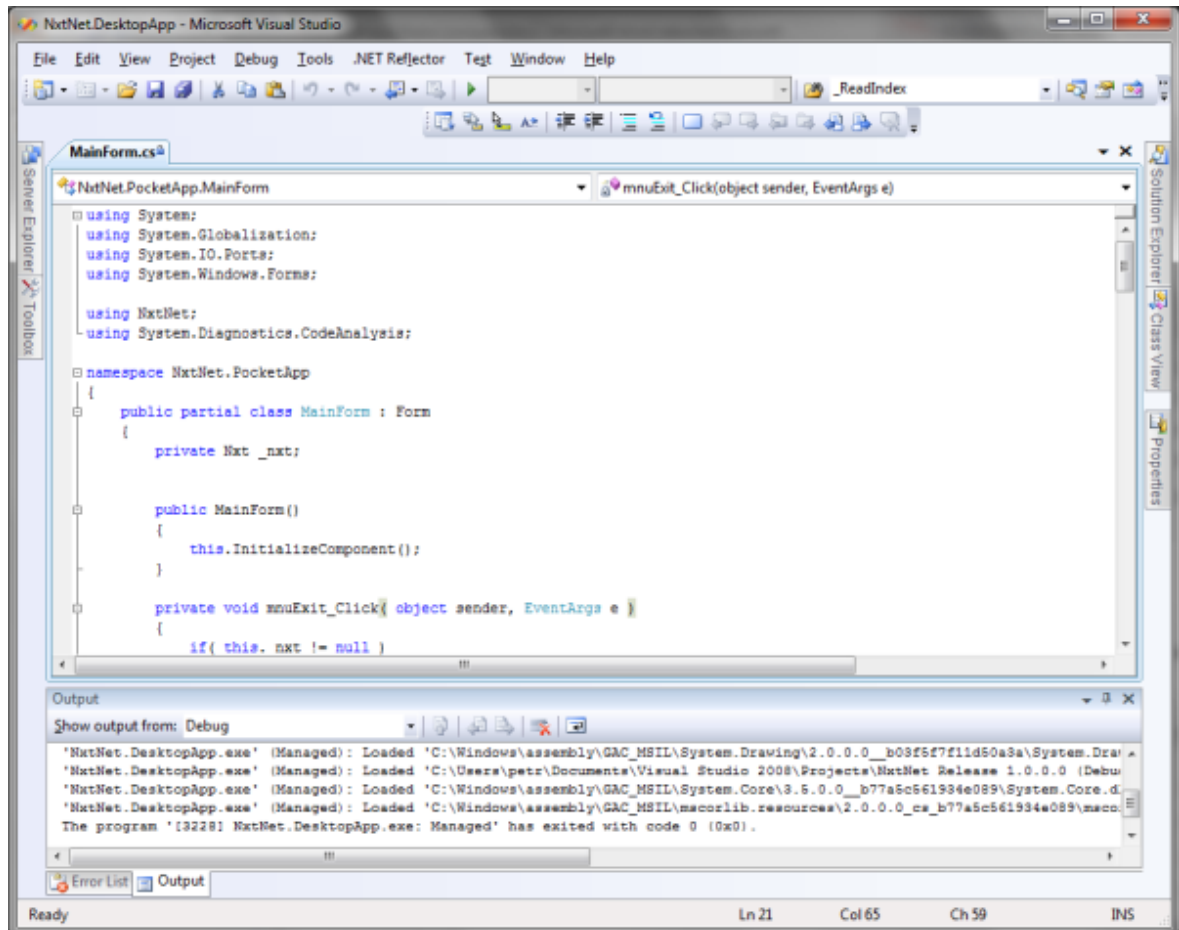 NxtNet.DesktopApp - Microsoft Visual Studio
File Edit View Project Debug Tools .NET Reflector Test Window Help
_ReadIndex
Server Explorer
Toolbox
MainForm.cs
NxtNet.PocketApp.MainForm mnuExit_Click(object sender, EventArgs e)
using System;
using System.Globalization;
using System.IO.Ports;
using System.Windows.Forms;
using NxtNet;
using System.Diagnostics.CodeAnalysis;
namespace NxtNet.PocketApp
{
public partial class MainForm : Form
{
private Nxt _nxt;
public MainForm()
{
this.InitializeComponent();
}
private void mnuExit_Click( object sender, EventArgs e )
{
if( this. nxt != null )
Solution Explorer
Class View
Properties
Output
Show output from: Debug
'NxtNet.DesktopApp.exe' (Managed): Loaded 'C:\Windows\assembly\GAC_MSIL\System.Drawing\2.0.0.0__b03f5f7f11d50a3a\System.Dra
'NxtNet.DesktopApp.exe' (Managed): Loaded 'C:\Users\petr\Documents\Visual Studio 2008\Projects\NxtNet Release 1.0.0.0 (Debu
'NxtNet.DesktopApp.exe' (Managed): Loaded 'C:\Windows\assembly\GAC_MSIL\System.Core\3.5.0.0__b77a5c561934e089\System.Core.d
'NxtNet.DesktopApp.exe' (Managed): Loaded 'C:\Windows\assembly\GAC_MSIL\mscorlib.resources\2.0.0.0_cs_b77a5c561934e089\msco
The program '[3228] NxtNet.DesktopApp.exe: Managed' has exited with code 0 (0x0).
Error List Output
Ready Ln 21 Col 65 Ch 59 INS